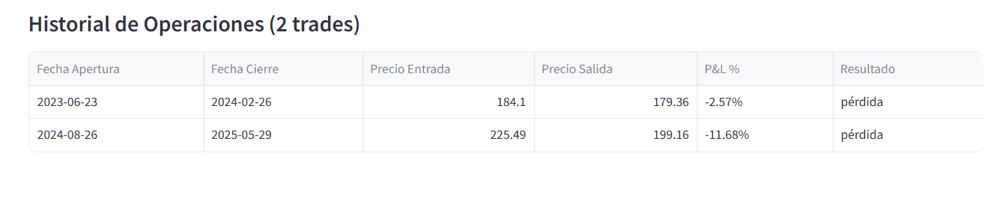 Historial de Operaciones (2 trades)
Fecha Apertura Fecha Cierre Precio Entrada Precio Salida P&L % Resultado
2023-06-23 2024-02-26 184.1 179.36 -2.57% pérdida
2024-08-26 2025-05-29 225.49 199.16 -11.68% pérdida